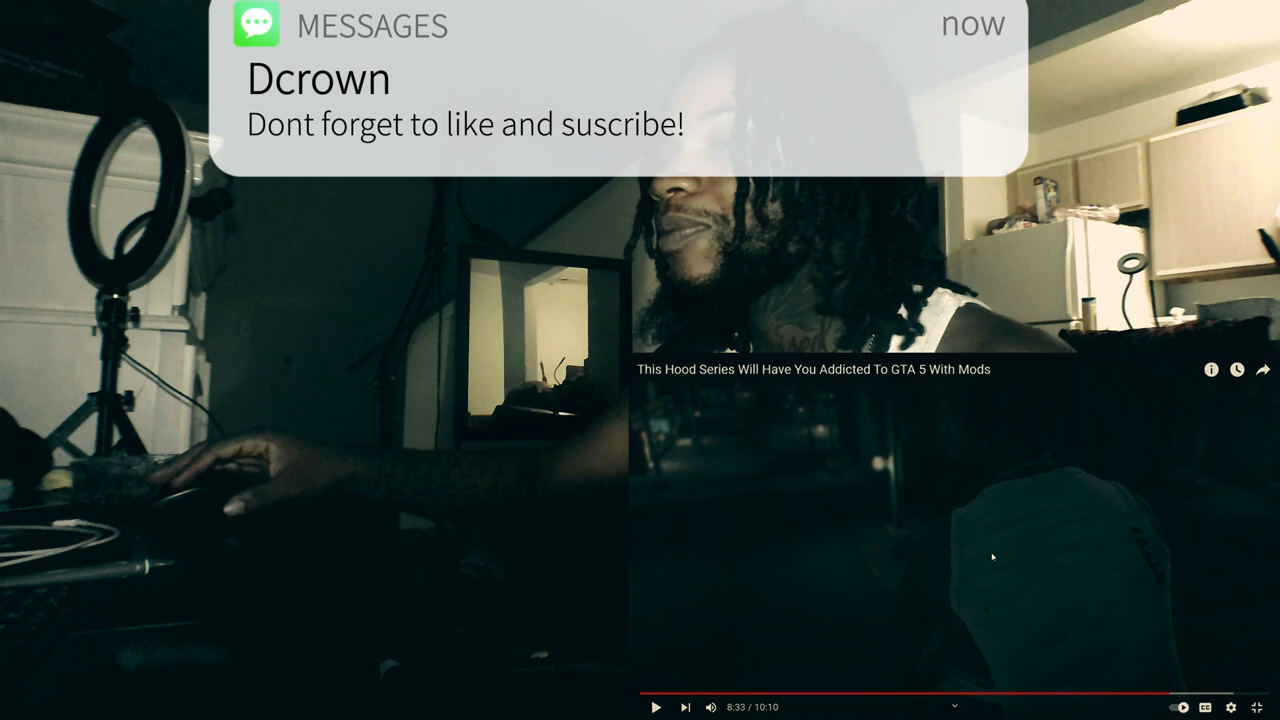 MESSAGES
now
Dcrown
Dont forget to like and suscribe!
This Hood Series Will Have You Addicted To GTA 5 With Mods
8:33 / 10:10
CC